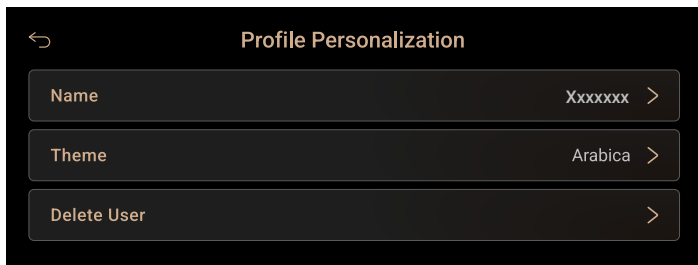 Profile Personalization
Name Xxxxxxx
Theme Arabica
Delete User